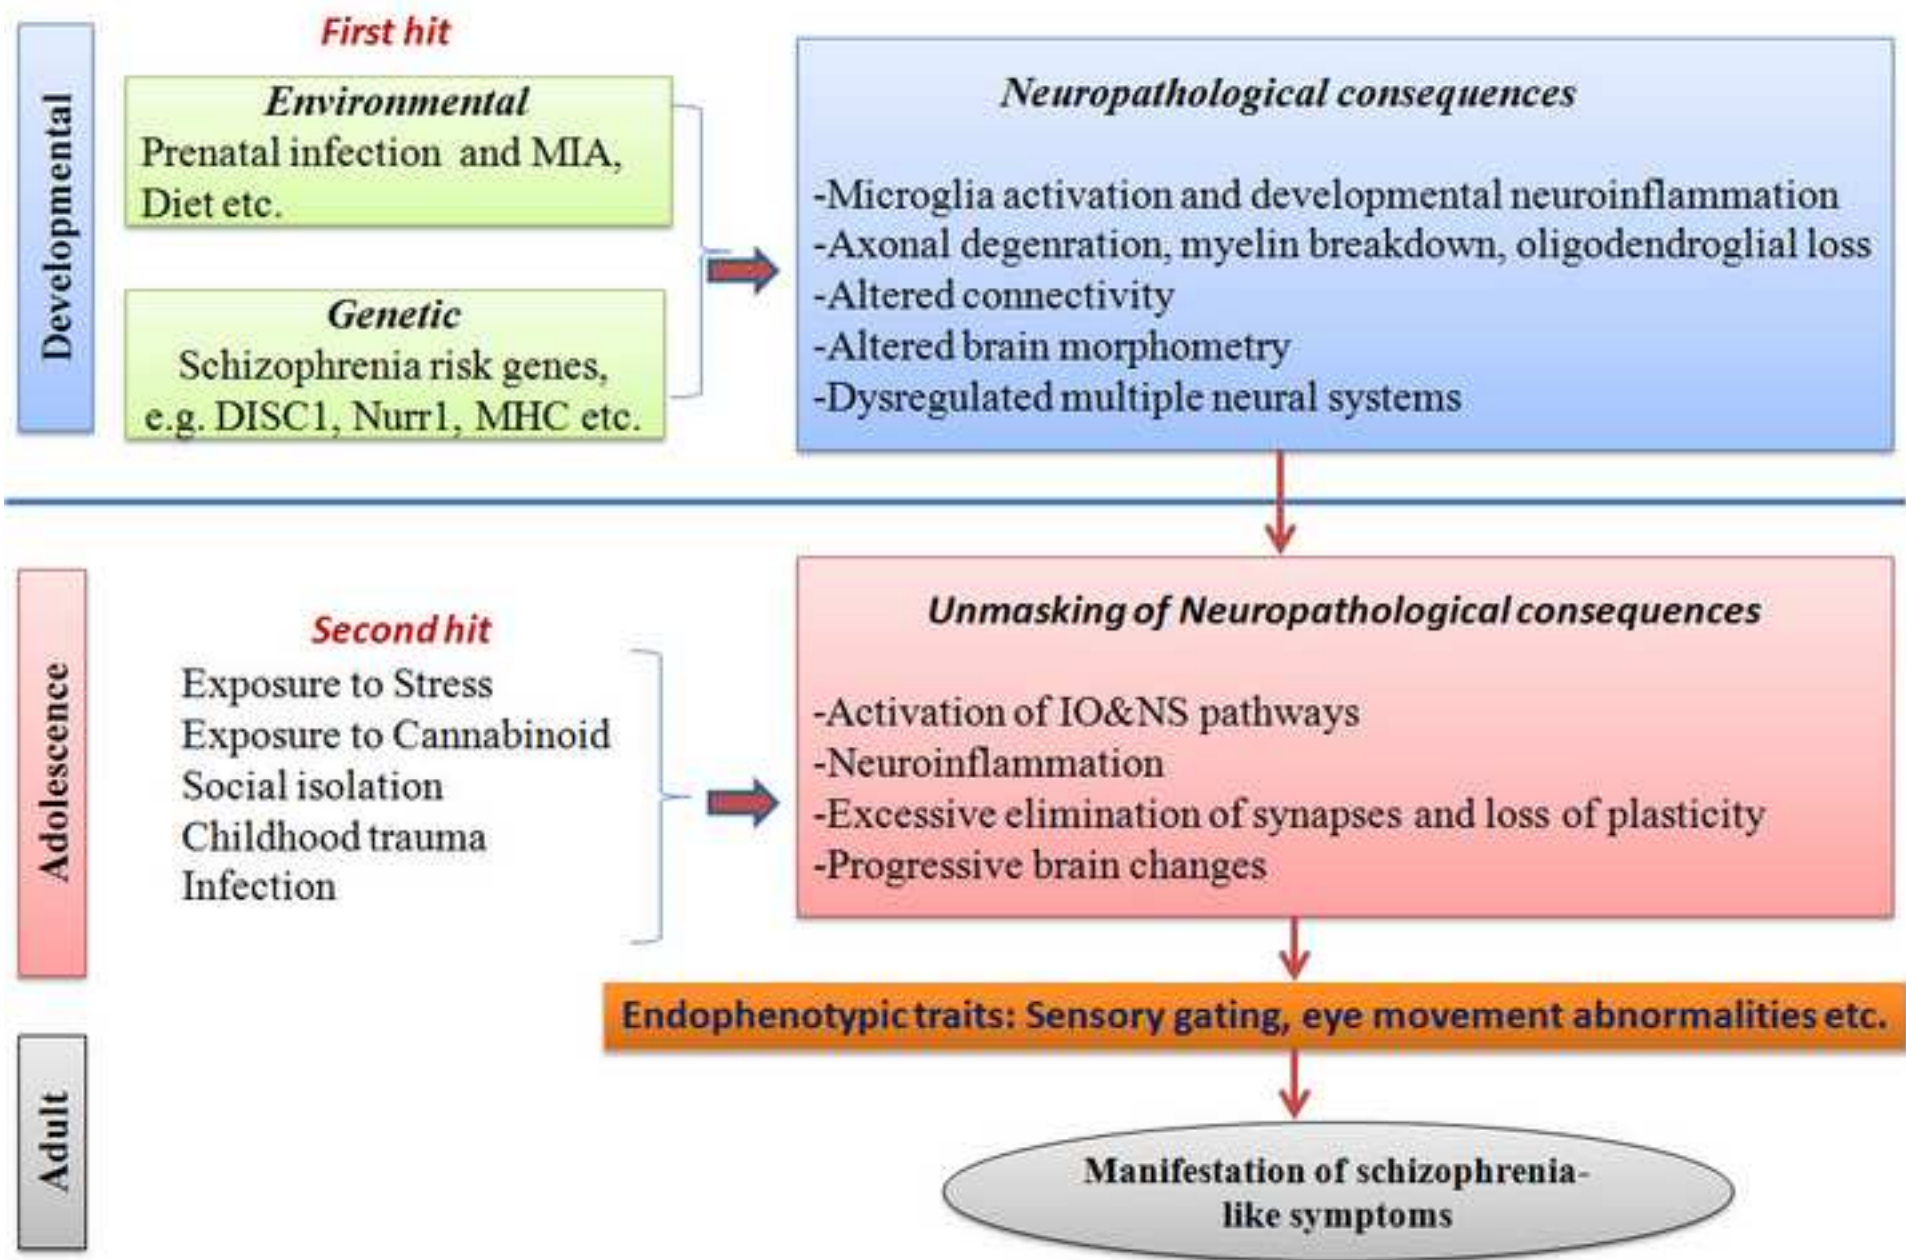 Developmental
First hit
Environmental
Prenatal infection and MIA,
Diet etc.
Genetic
Schizophrenia risk genes,
e.g. DISC1, Nurr1, MHC etc.
Neuropathological consequences
-Microglia activation and developmental neuroinflammation
-Axonal degenration, myelin breakdown, oligodendroglial loss
-Altered connectivity
-Altered brain morphometry
-Dysregulated multiple neural systems
Adolescence
Second hit
Exposure to Stress
Exposure to Cannabinoid
Social isolation
Childhood trauma
Infection
Unmasking of Neuropathological consequences
-Activation of IO&NS pathways
-Neuroinflammation
-Excessive elimination of synapses and loss of plasticity
-Progressive brain changes
Endophenotypic traits: Sensory gating, eye movement abnormalities etc.
Adult
Manifestation of schizophrenia-
like symptoms